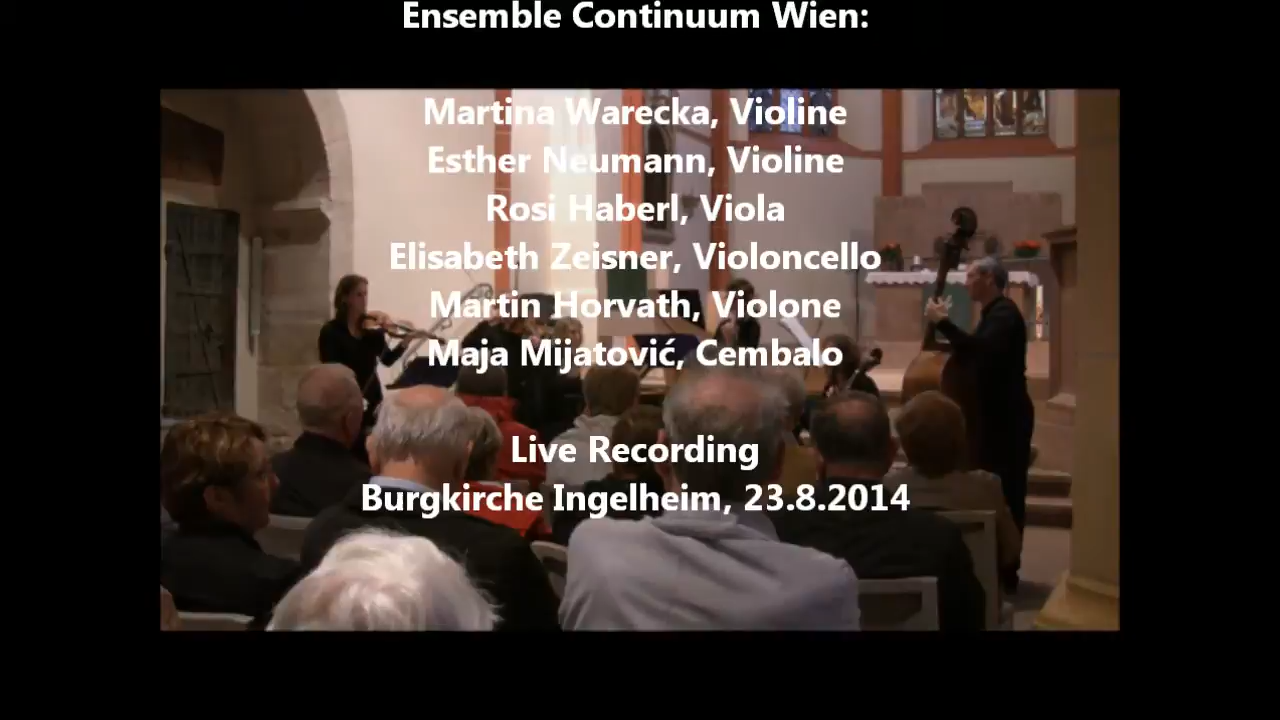 Ensemble Continuum Wien:
Martina Warecka, Violine
Esther Neumann, Violine
Rosi Haberl, Viola
Elisabeth Zeisner, Violoncello
Martin Horvath, Violone
Maja Mijatović, Cembalo
Live Recording
Burgkirche Ingelheim, 23.8.2014